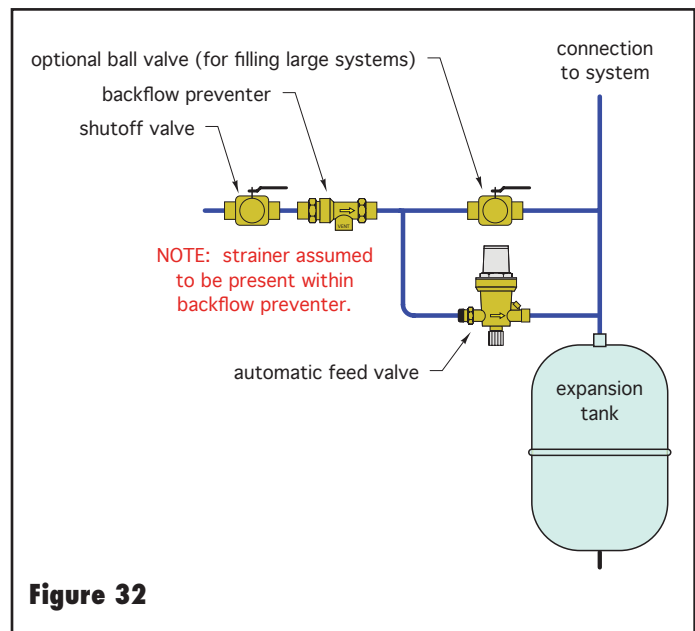 optional ball valve (for filling large systems)
backflow preventer
shutoff valve
connection
to system
VENT
NOTE: strainer assumed
to be present within
backflow preventer.
automatic feed valve
expansion
tank
Figure 32